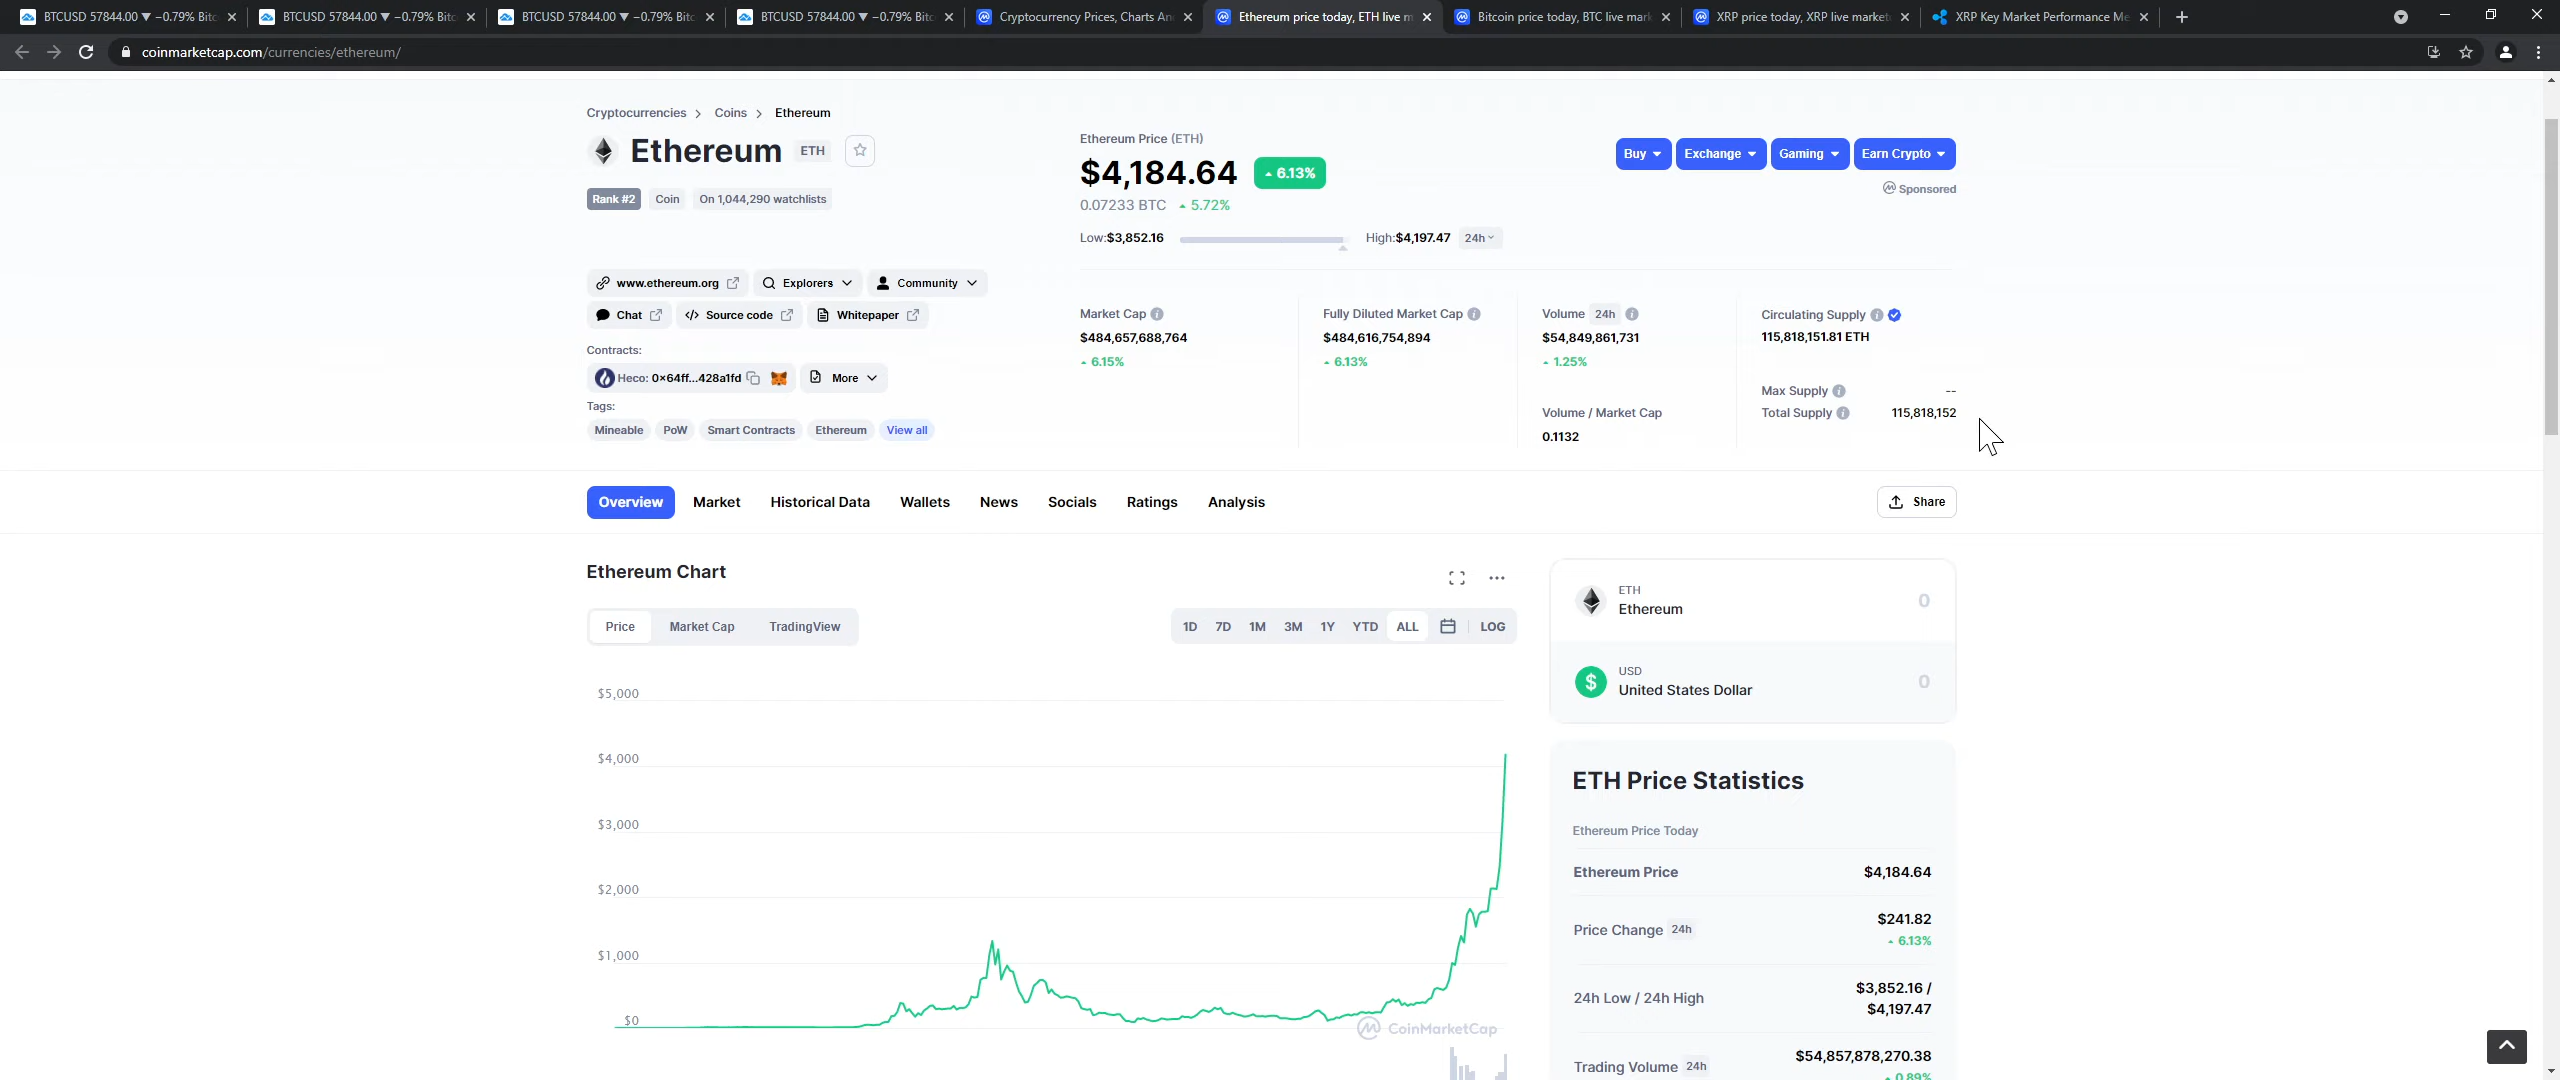 BTCUSD 57844.00 ▼ −0.79% Bitc
BTCUSD 57844.00 ▼ −0.79% Bitc
BTCUSD 57844.00 ▼ −0.79% Bitc
BTCUSD 57844.00 ▼ −0.79% Bitc
Cryptocurrency Prices, Charts An
Ethereum price today, ETH live m
Bitcoin price today, BTC live mark
XRP price today, XRP live market
XRP Key Market Performance Me
coinmarketcap.com/currencies/ethereum/
Cryptocurrencies > Coins > Ethereum
Ethereum ETH
Rank #2 Coin On 1,044,290 watchlists
www.ethereum.org Explorers Community
Chat Source code Whitepaper
Contracts:
Heco: 0x64ff...428a1fd More
Tags:
Mineable PoW Smart Contracts Ethereum View all
Ethereum Price (ETH)
$4,184.64 6.13%
0.07233 BTC 5.72%
Low:$3,852.16 High:$4,197.47 24h
Buy Exchange Gaming Earn Crypto
Sponsored
Market Cap
$484,657,688,764
6.15%
Fully Diluted Market Cap
$484,616,754,894
6.13%
Volume 24h
$54,849,861,731
1.25%
Volume / Market Cap
0.1132
Circulating Supply
115,818,151.81 ETH
Max Supply --
Total Supply 115,818,152
Overview Market Historical Data Wallets News Socials Ratings Analysis
Share
Ethereum Chart
Price Market Cap TradingView
1D 7D 1M 3M 1Y YTD ALL LOG
$5,000
$4,000
$3,000
$2,000
$1,000
$0
CoinMarketCap
ETH
Ethereum 0
USD
United States Dollar 0
ETH Price Statistics
Ethereum Price Today
Ethereum Price $4,184.64
Price Change 24h $241.82
6.13%
24h Low / 24h High $3,852.16 /
$4,197.47
Trading Volume 24h $54,857,878,270.38
0.89%